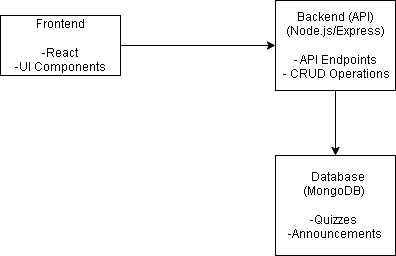 Frontend
-React
-UI Components
Backend (API)
(Node.js/Express)
- API Endpoints
- CRUD Operations
Database
(MongoDB)
-Quizzes
-Announcements